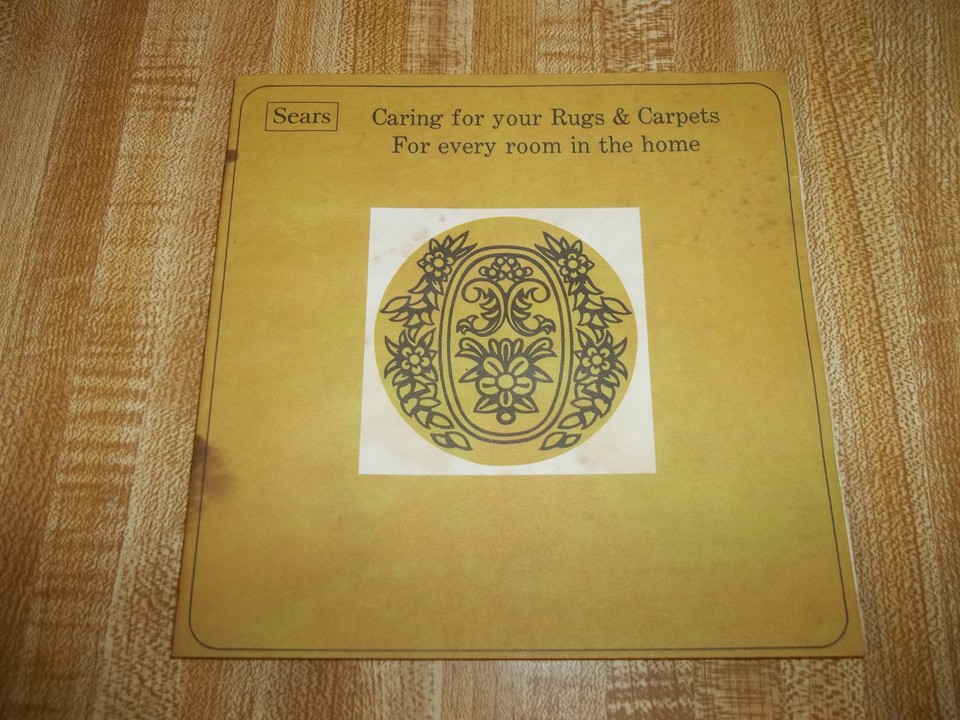 Sears
Caring for your Rugs & Carpets
For every room in the home